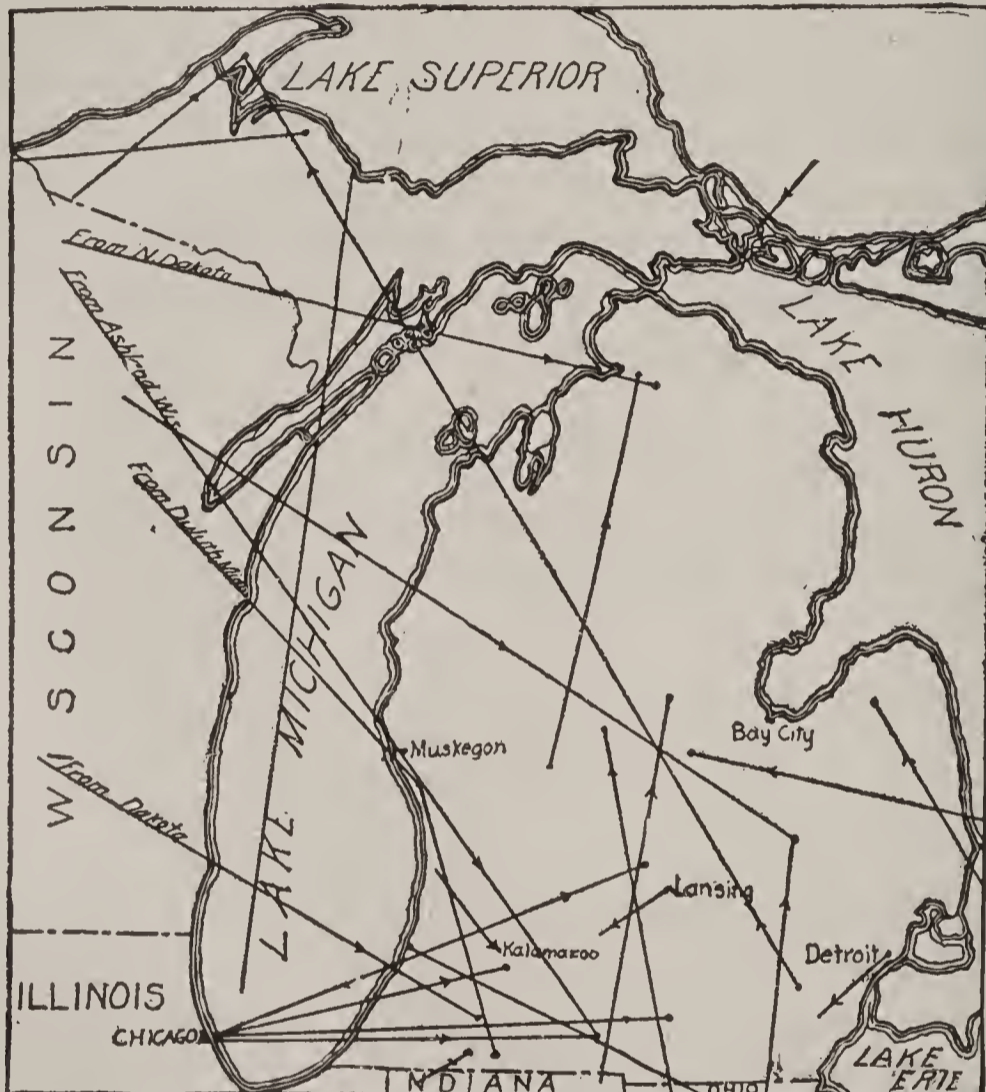 LAKE SUPERIOR
From N. Dakota
From Ashland Wis
LAKE
HURON
WISCONSIN
From Duluth Minn
LAKE MICHIGAN
Muskegon
Bay City
From Dakota
Lansing
Kalamazoo
Detroit
ILLINOIS
CHICAGO
LAKE
ERIE
INDIANA
OHIO